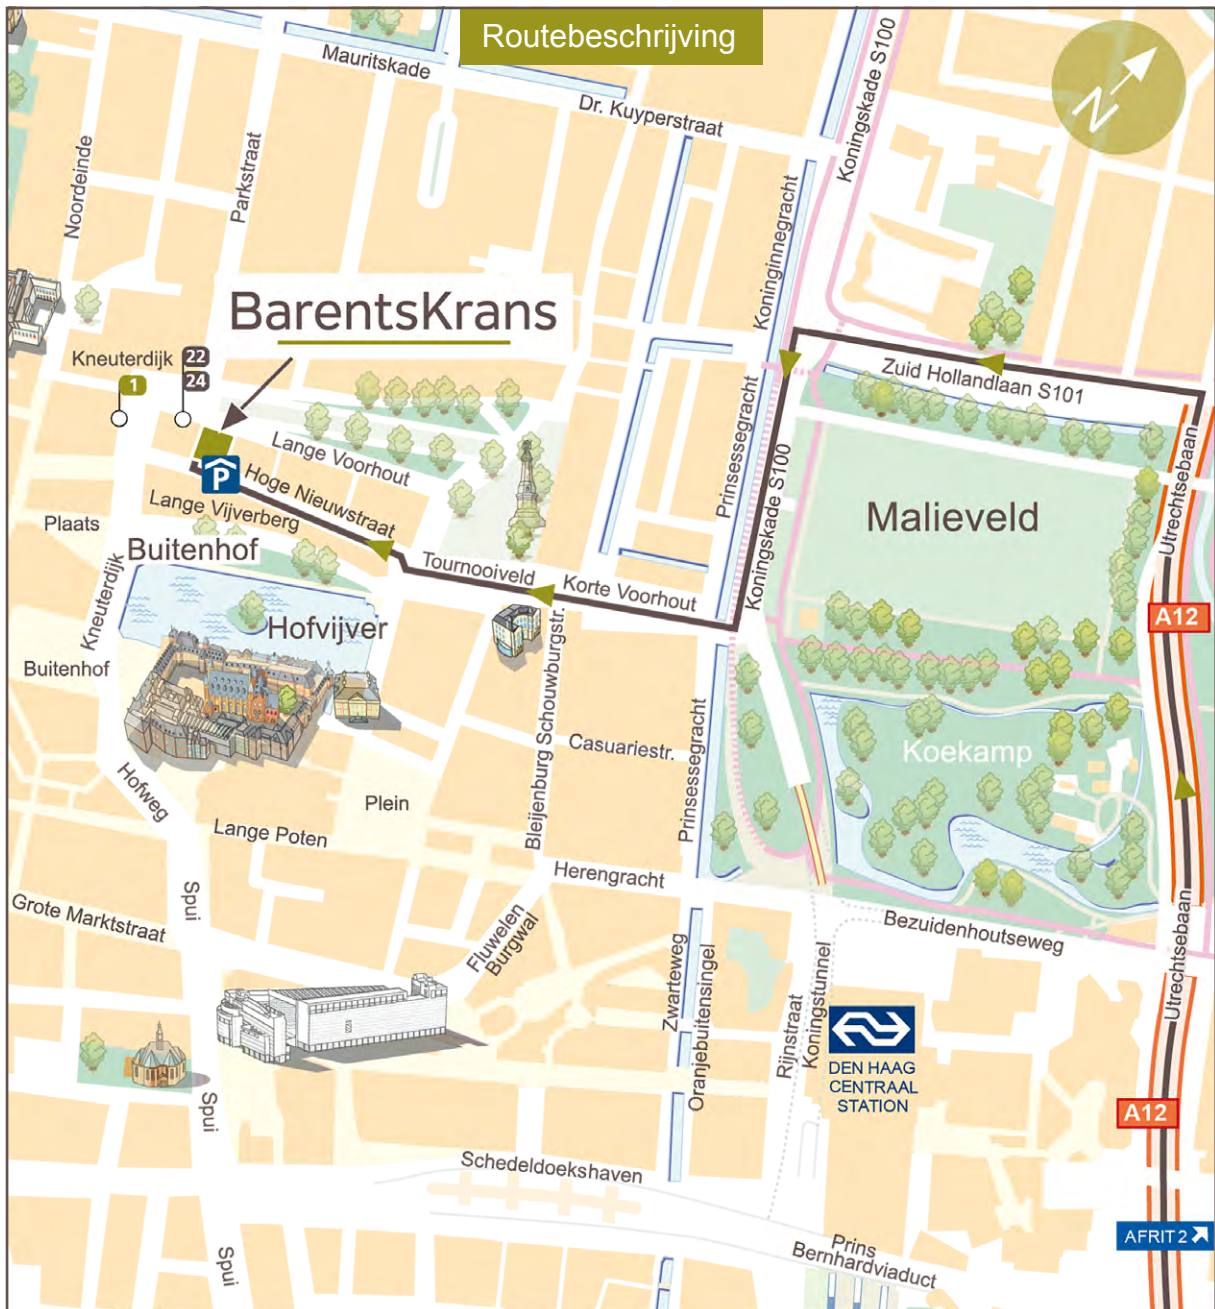 Routebeschrijving
Mauritskade
Dr. Kuyperstraat
Koningskade S100
N
Noordeinde
Parkstraat
Koninginnegracht
BarentsKrans
Kneuterdijk
22
24
1
Zuid Hollandlaan S101
Prinsessegracht
Koningskade S100
Utrechtsebaan
Lange Voorhout
P
Hoge Nieuwstraat
Lange Vijverberg
Plaats
Buitenhof
Malieveld
Kneuterdijk
Tournooiveld
Korte Voorhout
A12
Hofvijver
Buitenhof
Bleijenburg Schouwburgstr.
Casuariestr.
Prinsessegracht
Koekamp
Hofweg
Plein
Lange Poten
Herengracht
Spui
Grote Marktstraat
Fluwelen
Burgwal
Bezuidenhoutseweg
Utrechtsebaan
Zwarteweg
Oranjebuitensingel
Rijnstraat
Koningstunnel
DEN HAAG
CENTRAAL
STATION
A12
Spui
Schedeldoekshaven
Prins
Bernhardviaduct
AFRIT 2
Spui